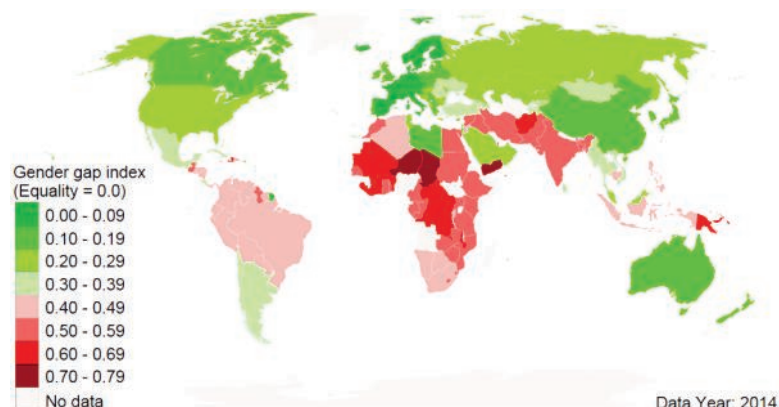 Gender gap index
(Equality = 0.0)
0.00 - 0.09
0.10 - 0.19
0.20 - 0.29
0.30 - 0.39
0.40 - 0.49
0.50 - 0.59
0.60 - 0.69
0.70 - 0.79
No data
Data Year: 2014